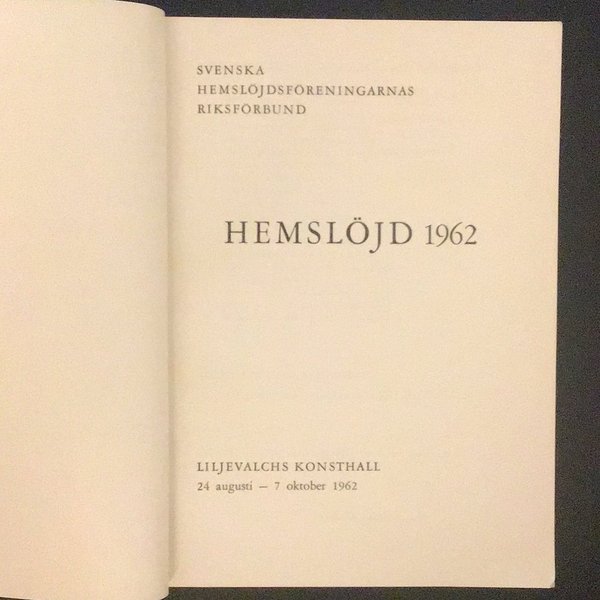 SVENSKA
HEMSLÖJDSFÖRENINGARNAS
RIKSFÖRBUND
HEMSLÖJD 1962
LILJEVALCHS KONSTHALL
24 augusti – 7 oktober 1962